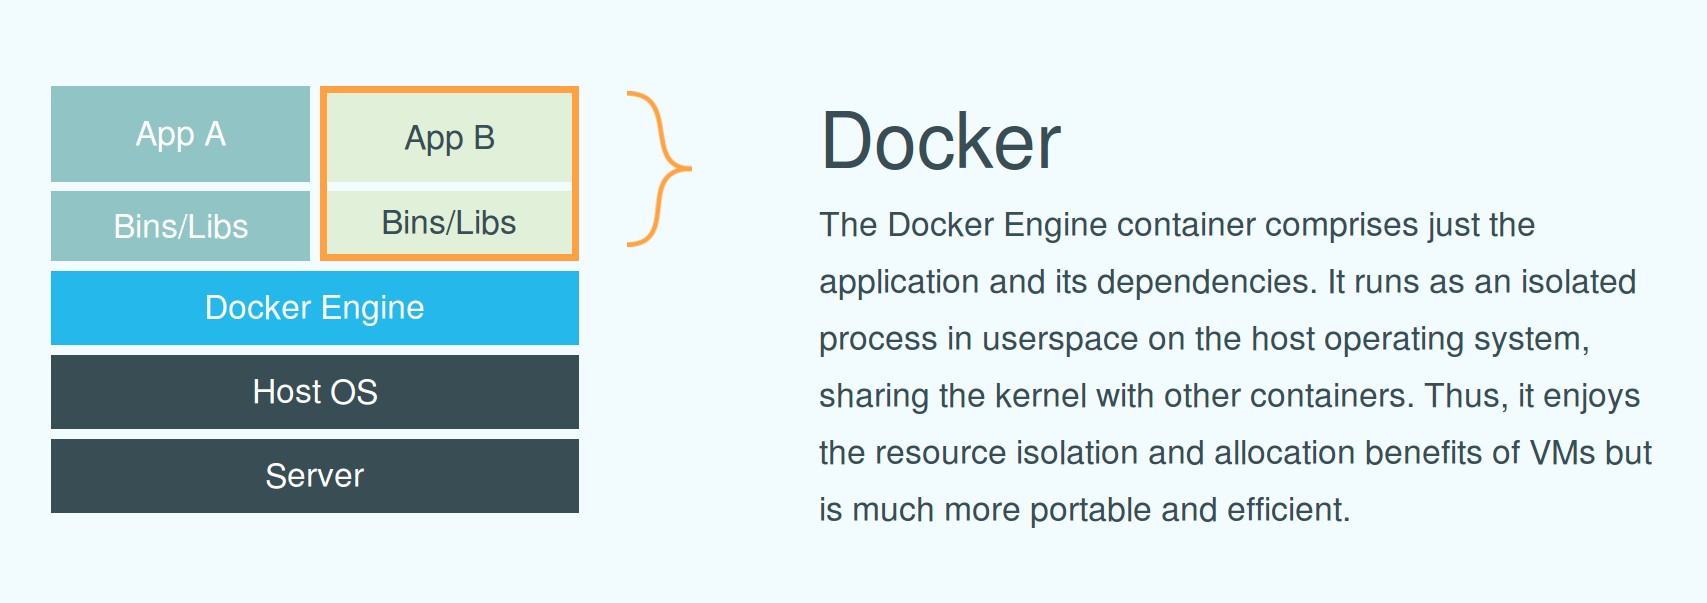 App A
App B
Bins/Libs
Bins/Libs
Docker Engine
Host OS
Server
Docker
The Docker Engine container comprises just the
application and its dependencies. It runs as an isolated
process in userspace on the host operating system,
sharing the kernel with other containers. Thus, it enjoys
the resource isolation and allocation benefits of VMs but
is much more portable and efficient.